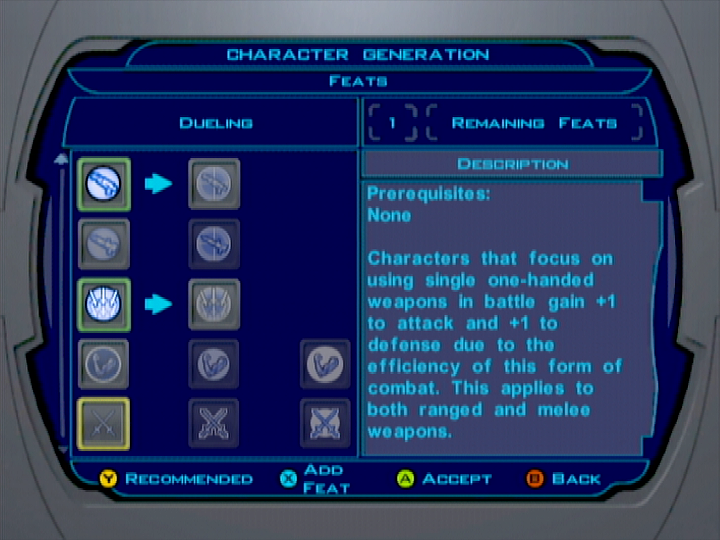 CHARACTER GENERATION
FEATS
DUELING
1
REMAINING FEATS
DESCRIPTION
Prerequisites:
None
Characters that focus on
using single one-handed
weapons in battle gain +1
to attack and +1 to
defense due to the
efficiency of this form of
combat. This applies to
both ranged and melee
weapons.
Y RECOMMENDED
X ADD
FEAT
A ACCEPT
B BACK